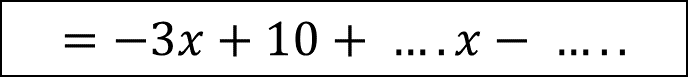 = −3x + 10 + ... . x − ... . .